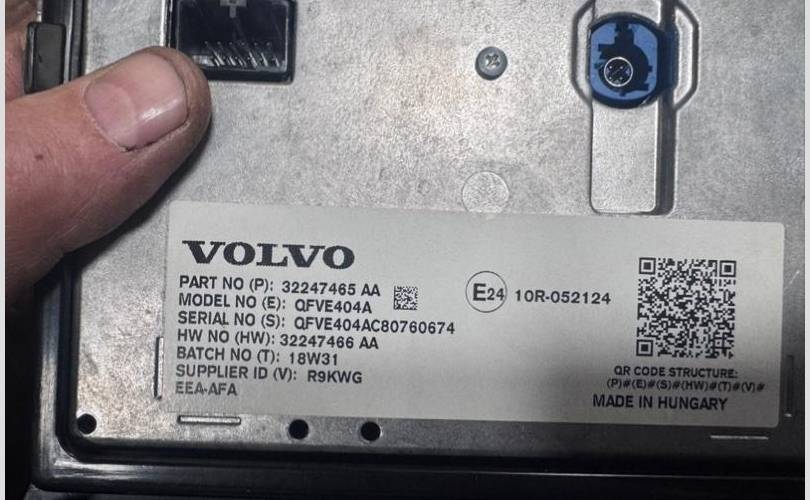 VOLVO
PART NO (P): 32247465 AA
MODEL NO (E): QFVE404A
SERIAL NO (S): QFVE404AC80760674
HW NO (HW): 32247466 AA
BATCH NO (T): 18W31
SUPPLIER ID (V): R9KWG
EEA-AFA
E24 10R-052124
QR CODE STRUCTURE:
(P)#(E)#(S)#(HW)#(T)#(V)#
MADE IN HUNGARY